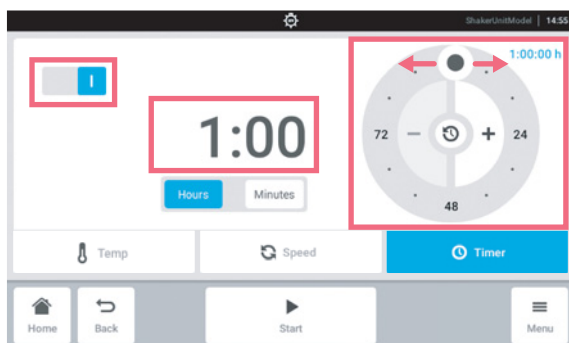 ShakerUnitModel | 14:55
1:00:00 h
1:00
72
24
48
Hours Minutes
Temp Speed Timer
Home Back Start Menu